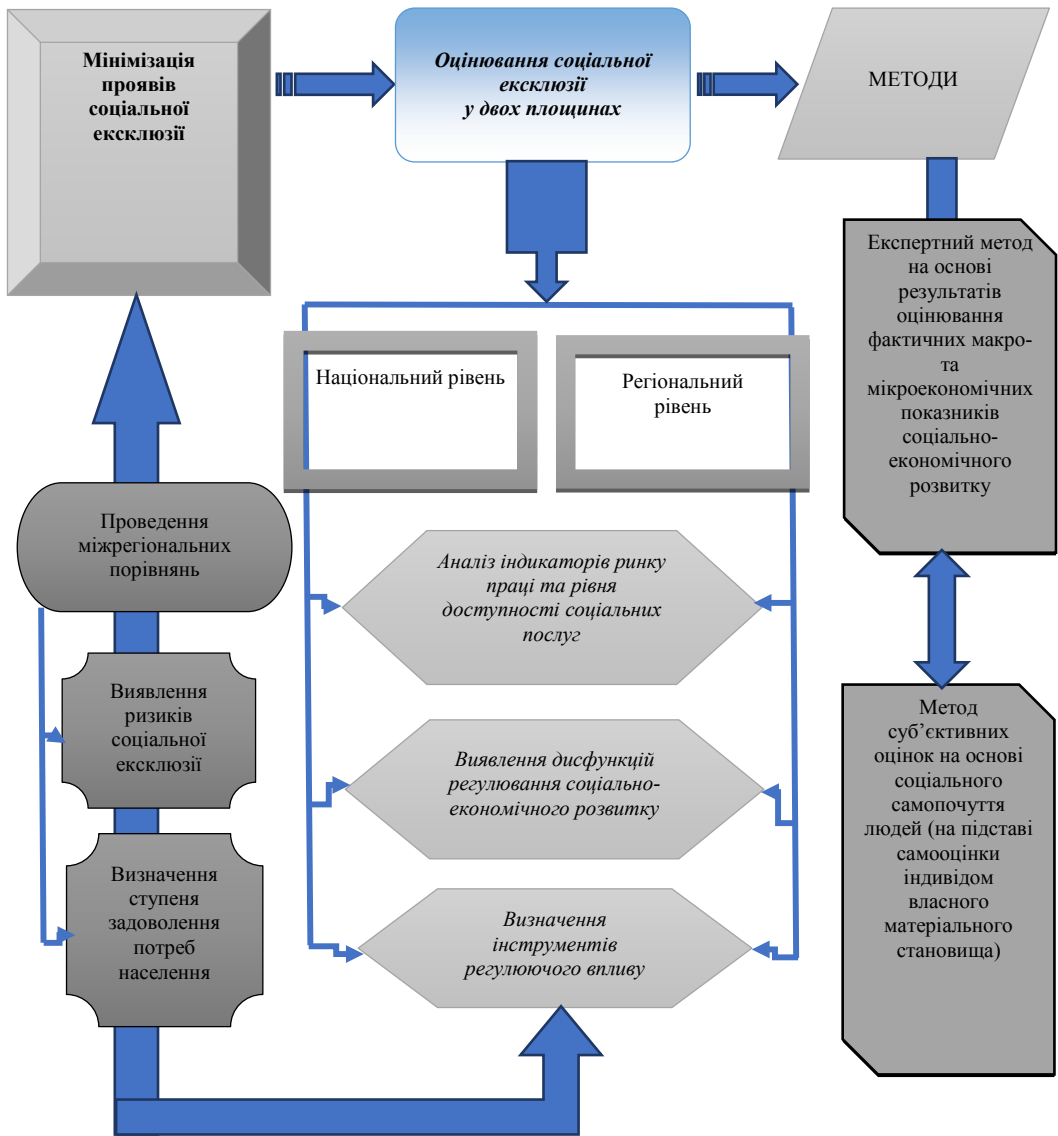 Мінімізація
проявів
соціальної
ексклюзії
Оцінювання соціальної
ексклюзії
у двох площинах
МЕТОДИ
Експертний метод
на основі
результатів
оцінювання
фактичних макро-
та
мікроекономічних
показників
соціально-
економічного
розвитку
Національний рівень
Регіональний
рівень
Проведення
міжрегіональних
порівнянь
Аналіз індикаторів ринку
праці та рівня
доступності соціальних
послуг
Виявлення
ризиків
соціальної
ексклюзії
Виявлення дисфункцій
регулювання соціально-
економічного розвитку
Метод
суб’єктивних
оцінок на основі
соціального
самопочуття
людей (на підставі
самооцінки
індивідом
власного
матеріального
становища)
Визначення
ступеня
задоволення
потреб
населення
Визначення
інструментів
регулюючого впливу